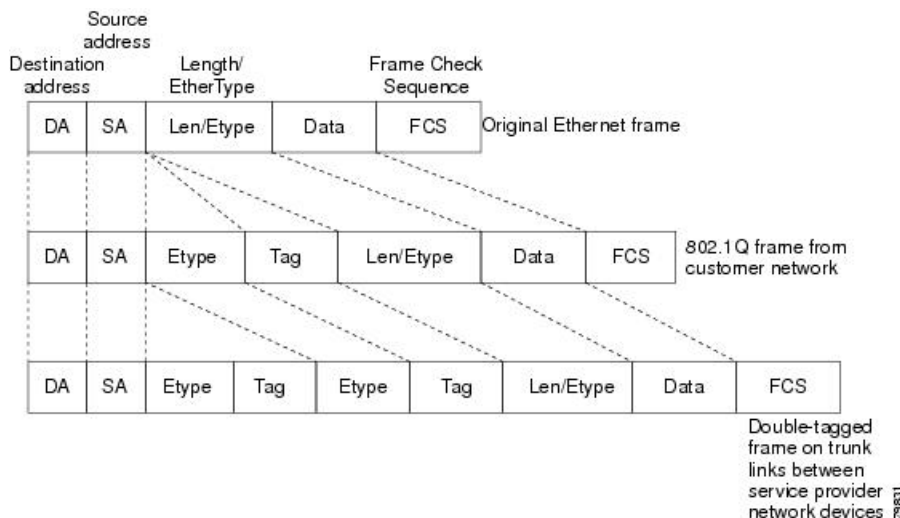 Source
address
Destination
address
Length/
EtherType
Frame Check
Sequence
DA SA Len/Etype Data FCS Original Ethernet frame
DA SA Etype Tag Len/Etype Data FCS
802.1Q frame from
customer network
DA SA Etype Tag Etype Tag Len/Etype Data FCS
Double-tagged
frame on trunk
links between
service provider
network devices
79831